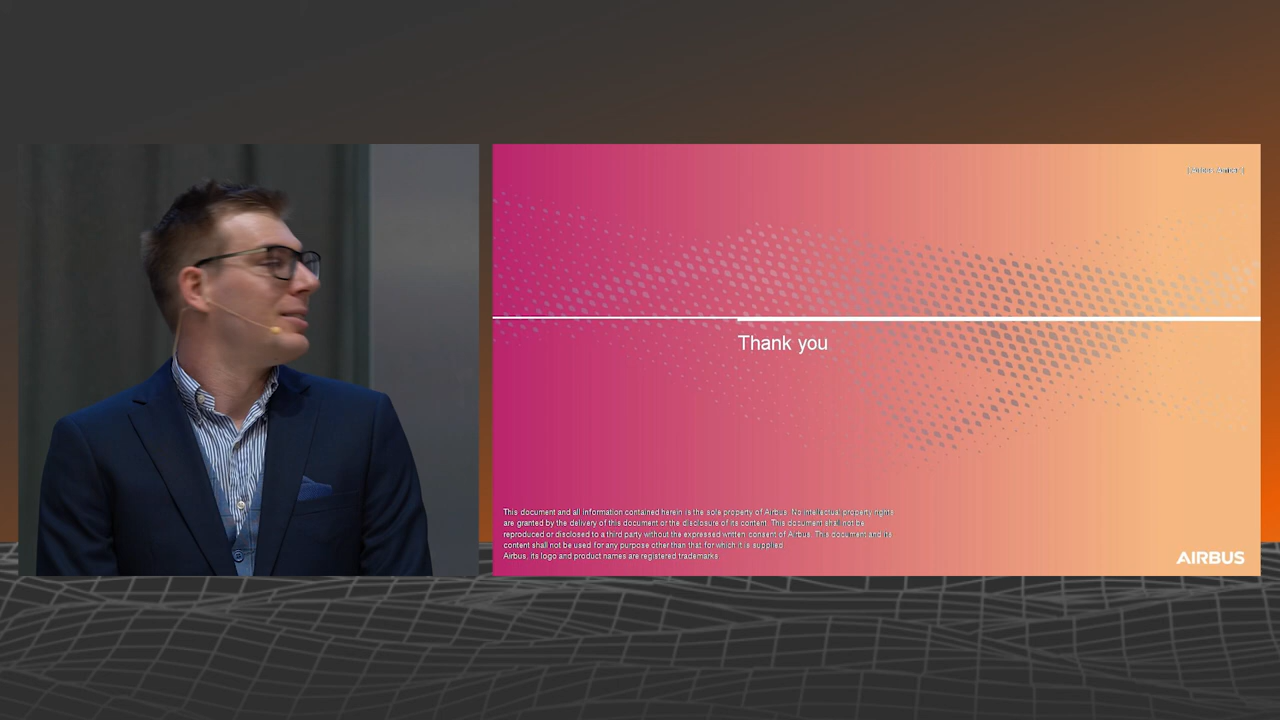 Thank you
This document and all information contained herein is the sole property of Airbus. No intellectual property rights
are granted by the delivery of this document or the disclosure of its content. This document shall not be
reproduced or disclosed to a third party without the expressed written consent of Airbus. This document and its
content shall not be used for any purpose other than that for which it is supplied.
Airbus, its logo and product names are registered trademarks.
AIRBUS